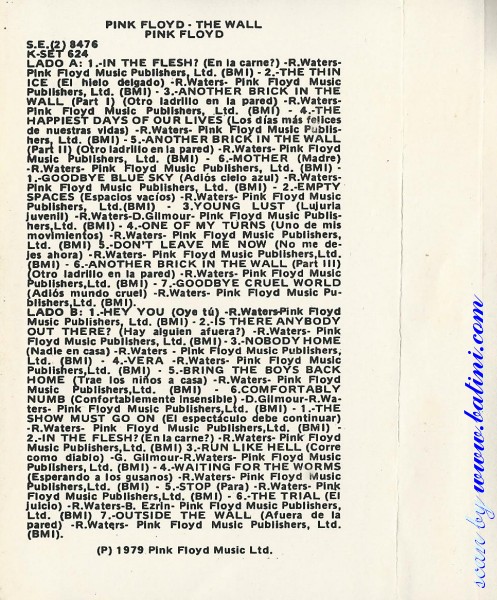 PINK FLOYD - THE WALL
PINK FLOYD
S.E.(2) 8476
K-SET 624
LADO A: 1.-IN THE FLESH? (En la carne?) -R.Waters-
Pink Floyd Music Publishers, Ltd. (BMI) - 2.-THE THIN
ICE (El hielo delgado) -R.Waters- Pink Floyd Music
Publishers, Ltd. (BMI) - 3.-ANOTHER BRICK IN THE
WALL (Part I) (Otro ladrillo en la pared) -R.Waters-
Pink Floyd Music Publishers, Ltd. (BMI) - 4.-THE
HAPPIEST DAYS OF OUR LIVES (Los días más felices
de nuestras vidas) -R.Waters- Pink Floyd Music Publis-
hers, Ltd. (BMI) - 5.-ANOTHER BRICK IN THE WALL
(Part II) (Otro ladrillo en la pared) -R.Waters- Pink Floyd
Music Publishers, Ltd. (BMI) - 6.-MOTHER (Madre)
-R.Waters- Pink Floyd Music Publishers, Ltd. (BMI) -
1.-GOODBYE BLUE SKY (Adiós cielo azul) -R.Waters-
Pink Floyd Music Publishers, Ltd. (BMI) - 2.-EMPTY
SPACES (Espacios vacíos) -R.Waters- Pink Floyd Music
Publishers, Ltd.(BMI) - 3.YOUNG LUST (Lujuria
juvenil) -R.Waters-D.Gilmour- Pink Floyd Music Publis-
hers,Ltd. (BMI) - 4.-ONE OF MY TURNS (Uno de mis
movimientos) -R.Waters- Pink Floyd Music Publishers,
Ltd. (BMI) 5.-DON'T LEAVE ME NOW (No me de-
jes ahora) -R.Waters- Pink Floyd Music Publishers,Ltd.
(BMI) - 6.-ANOTHER BRICK IN THE WALL (Part III)
(Otro ladrillo en la pared) -R.Waters- Pink Floyd Music
Publishers,Ltd. (BMI) - 7.-GOODBYE CRUEL WORLD
(Adiós mundo cruel) -R.Waters- Pink Floyd Music Pu-
blishers,Ltd. (BMI).
LADO B: 1.-HEY YOU (Oye tú) -R.Waters-Pink Floyd
Music Publishers, Ltd. (BMI) - 2.-IS THERE ANYBODY
OUT THERE? (Hay alguien afuera?) -R.Waters- Pink
Floyd Music Publishers, Ltd. (BMI) - 3.-NOBODY HOME
(Nadie en casa) -R.Waters - Pink Floyd Music Publishers,
Ltd. (BMI) - 4.-VERA -R.Waters - Pink Floyd Music
Publishers,Ltd. (BMI) - 5.-BRING THE BOYS BACK
HOME (Trae los niños a casa) -R.Waters- Pink Floyd
Music Publishers,Ltd. (BMI) - 6.COMFORTABLY
NUMB (Confortablemente insensible) -D.Gilmour-R.Wa-
ters- Pink Floyd Music Publishers,Ltd. (BMI) - 1.-THE
SHOW MUST GO ON (El espectáculo debe continuar)
-R.Waters- Pink Floyd Music Publishers, Ltd. (BMI) -
2.-IN THE FLESH? (En la carne?) -R.Waters- Pink Floyd
Music Publishers,Ltd. (BMI) 3.-RUN LIKE HELL (Corre
como diablo) -G. Gilmour-R.Waters- Pink Floyd Music
Publishers, Ltd. (BMI) - 4.-WAITING FOR THE WORMS
(Esperando a los gusanos) -R.Waters- Pink Floyd Music
Publishers,Ltd. (BMI) - 5.-STOP (Para) -R.Waters- Pink
Floyd Music Publishers, Ltd. (BMI) - 6.-THE TRIAL (El
juicio) -R.Waters-B. Ezrin- Pink Floyd Music Publishers,
Ltd. (BMI) 7.-OUTSIDE THE WALL (Afuera de la
pared) -R.Waters- Pink Floyd Music Publishers, Ltd.
(BMI).
(P) 1979 Pink Floyd Music Ltd.
scan by www.batini.com